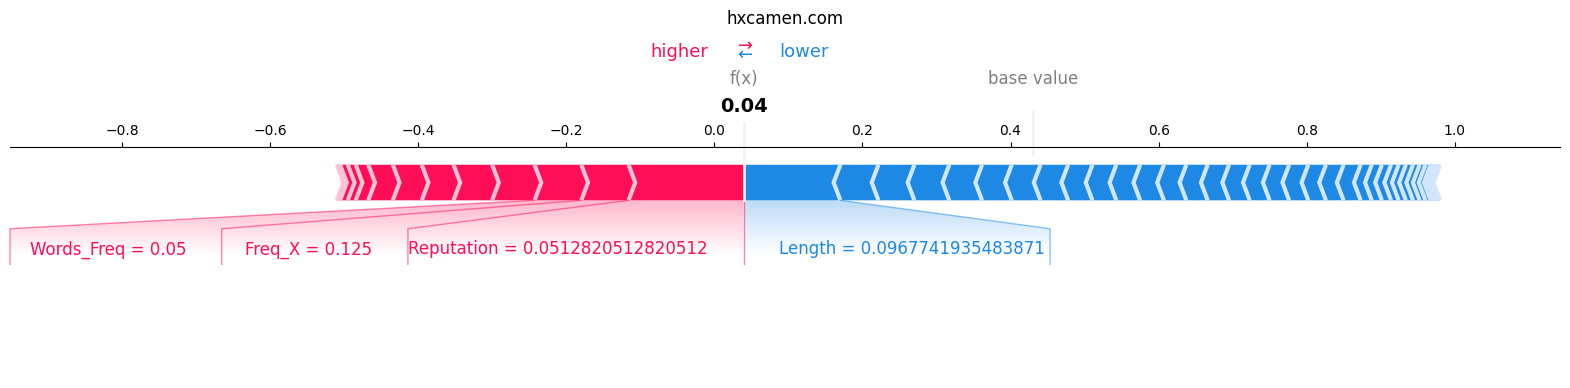 hxcamen.com
higher ⇄ lower
f(x) base value
0.04
−0.8 −0.6 −0.4 −0.2 0.0 0.2 0.4 0.6 0.8 1.0
Words_Freq = 0.05 Freq_X = 0.125 Reputation = 0.0512820512820512 Length = 0.0967741935483871